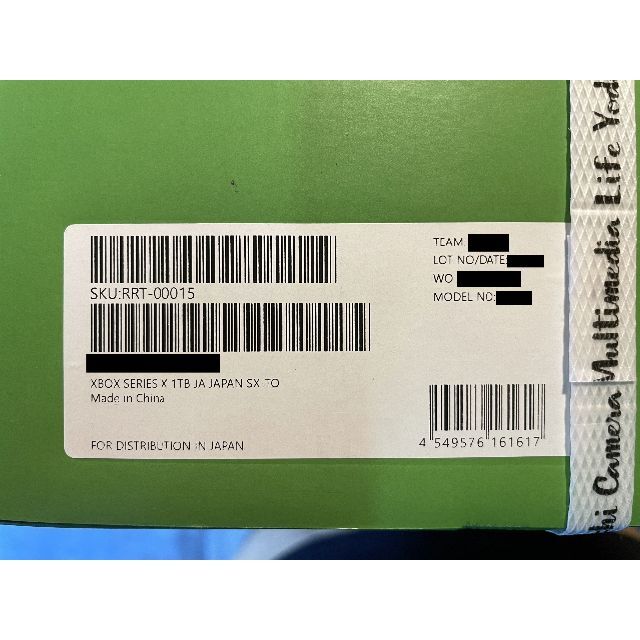 SKU:RRT-00015
XBOX SERIES X 1TB JA JAPAN SX TO
Made in China
FOR DISTRIBUTION IN JAPAN
TEAM:
LOT NO/DATE:
WO
MODEL NO:
4 549576 161617
hi Camera Multimedia Life Yod